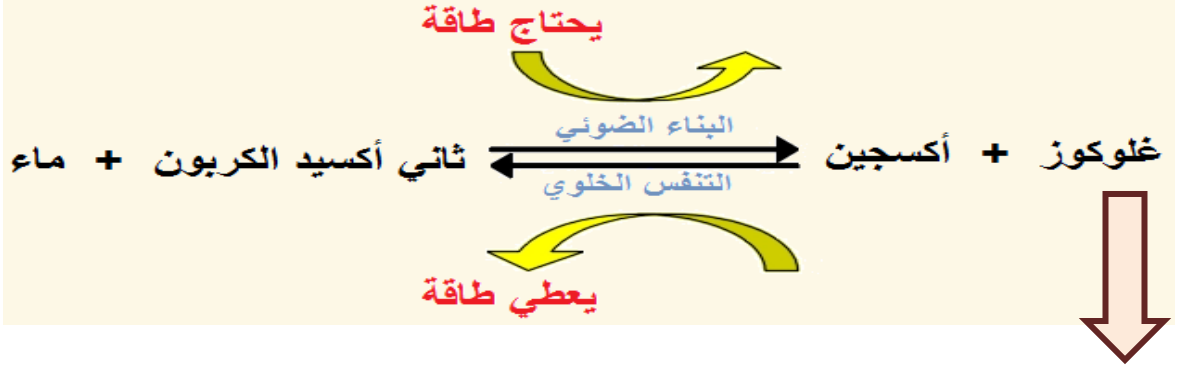 يحتاج طاقة
البناء الضوئي
غلوكوز + أكسجين
ثاني أكسيد الكربون + ماء
التنفس الخلوي
يعطي طاقة